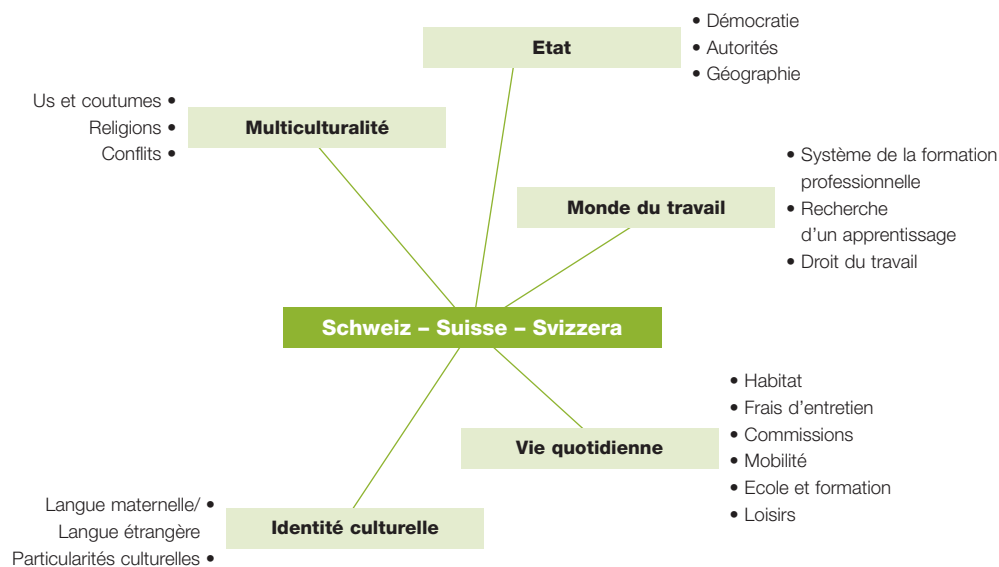 Etat
• Démocratie
• Autorités
• Géographie
Us et coutumes •
Religions •
Conflits •
Multiculturalité
Monde du travail
• Système de la formation
professionnelle
• Recherche
d'un apprentissage
• Droit du travail
Schweiz – Suisse – Svizzera
Vie quotidienne
• Habitat
• Frais d'entretien
• Commissions
• Mobilité
• Ecole et formation
• Loisirs
Langue maternelle/ •
Langue étrangère
Particularités culturelles •
Identité culturelle